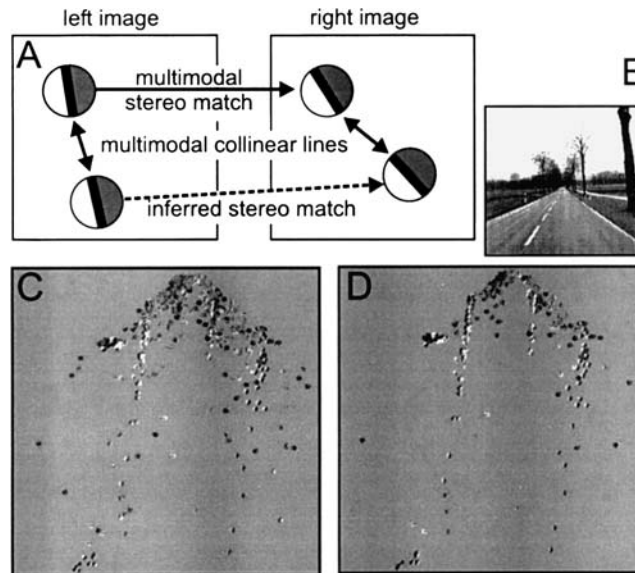 left image
right image
A
multimodal
stereo match
multimodal collinear lines
inferred stereo match
C
D